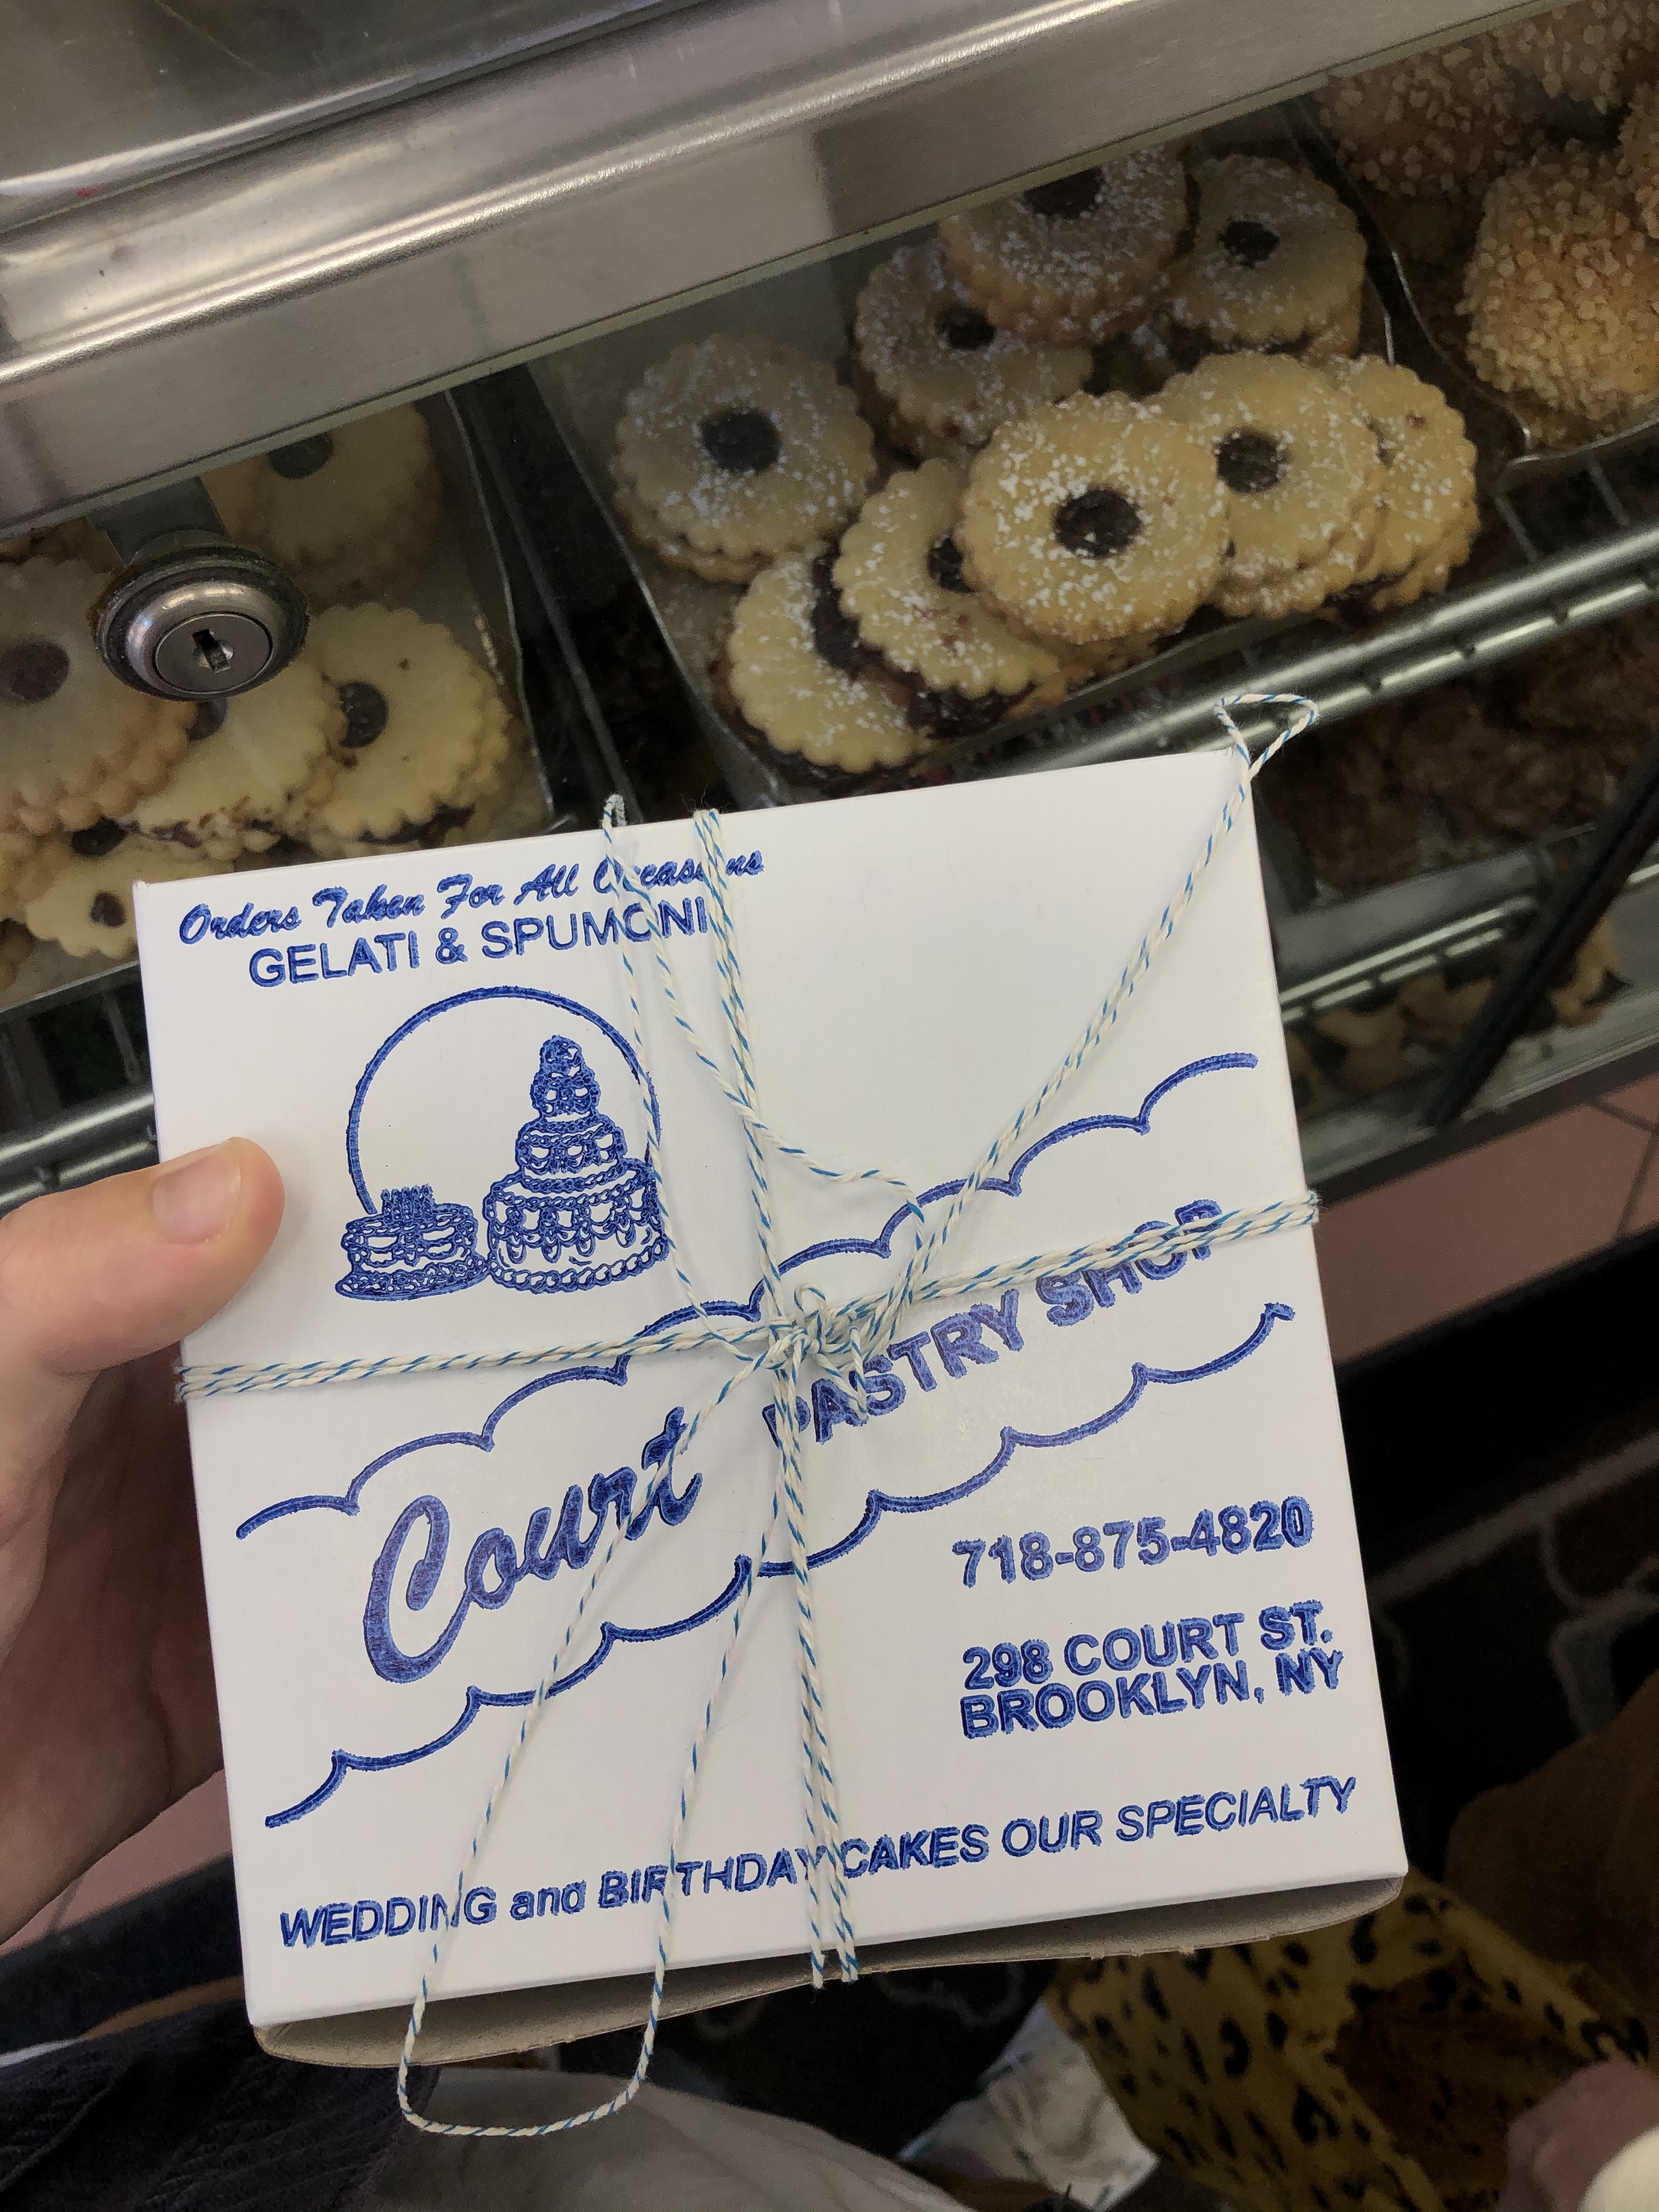 Orders Taken For All Occasions
GELATI & SPUMONI
Court PASTRY SHOP
718-875-4820
298 COURT ST.
BROOKLYN, NY
WEDDING and BIRTHDAY CAKES OUR SPECIALTY